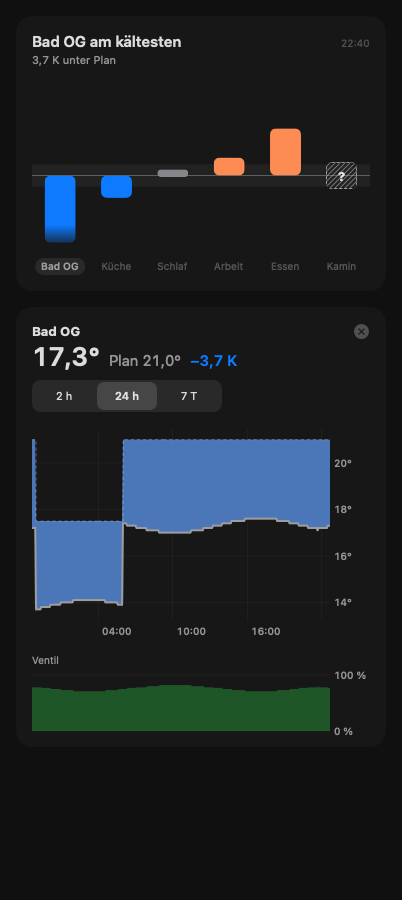 Bad OG am kältesten
22:40
3,7 K unter Plan
?
Bad OG Küche Schlaf Arbeit Essen Kamin
Bad OG
17,3° Plan 21,0° −3,7 K
2 h 24 h 7 T
20°
18°
16°
14°
04:00 10:00 16:00
Ventil
100 %
0 %